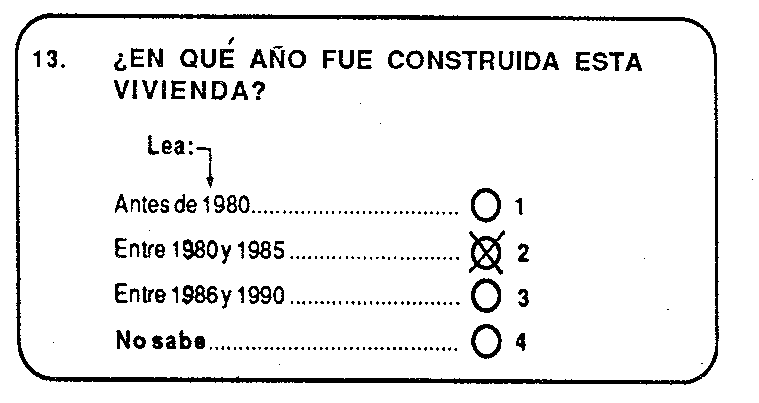 13. ¿EN QUÉ AÑO FUE CONSTRUIDA ESTA
VIVIENDA?
Lea:
Antes de 1980.................................. 1
Entre 1980 y 1985............................ 2
Entre 1986 y 1990............................ 3
No sabe......................................... 4